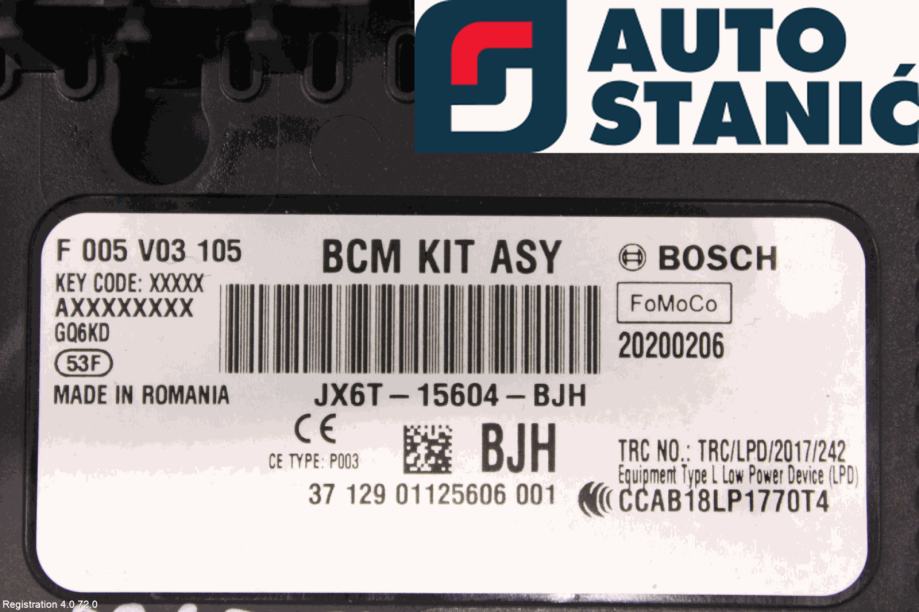 AUTO
STANIĆ
F 005 V03 105
BCM KIT ASY
BOSCH
KEY CODE: XXXXX
AXXXXXXXX
GQ6KD
53F
MADE IN ROMANIA
FoMoCo
20200206
JX6T - 15604 - BJH
CE
CE TYPE: P003
BJH
37 129 01125606 001
TRC NO.: TRC/LPD/2017/242
Equipment Type L Low Power Device (LPD)
CCAB18LP1770T4
Registration 4.0.72.0